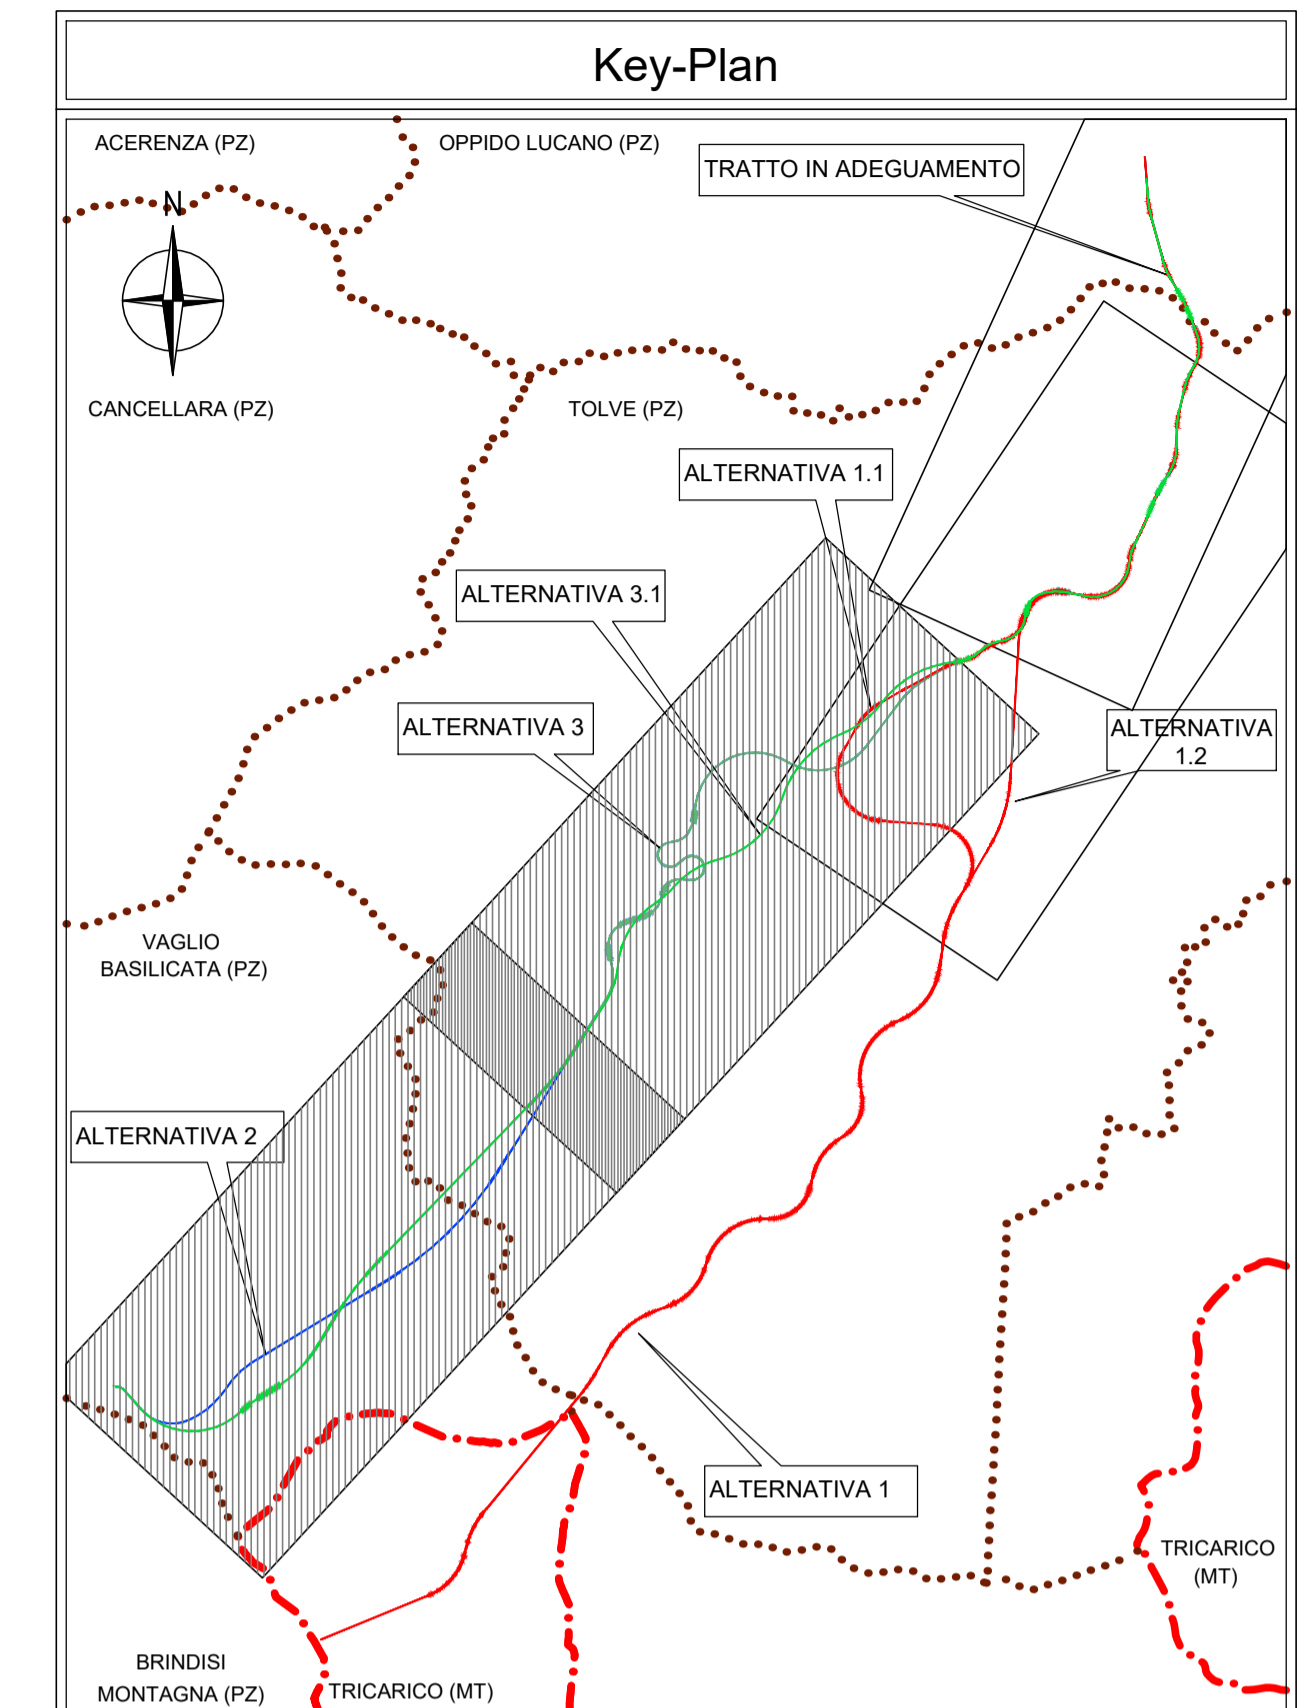 Key-Plan
ACERENZA (PZ)
OPPIDO LUCANO (PZ)
TRATTO IN ADEGUAMENTO
N
CANCELLARA (PZ)
TOLVE (PZ)
ALTERNATIVA 1.1
ALTERNATIVA 3.1
ALTERNATIVA 3
ALTERNATIVA
1.2
VAGLIO
BASILICATA (PZ)
ALTERNATIVA 2
ALTERNATIVA 1
TRICARICO
(MT)
BRINDISI
MONTAGNA (PZ)
TRICARICO (MT)